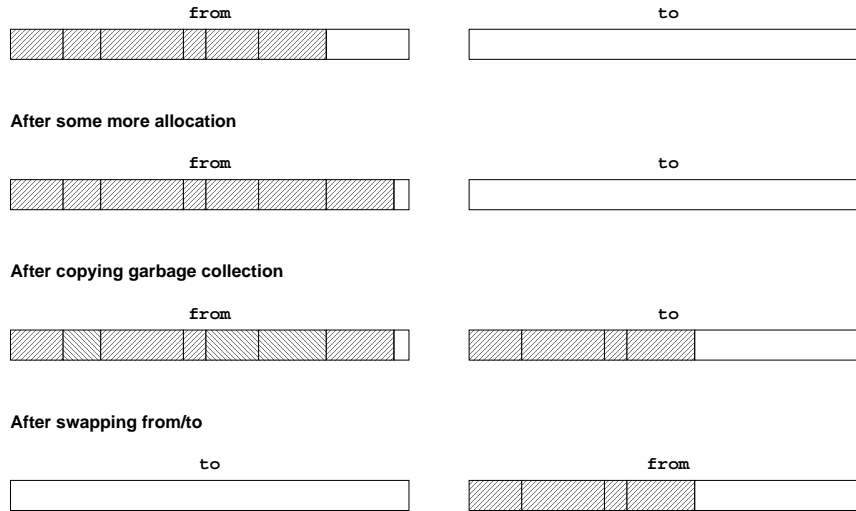 from to
After some more allocation
from to
After copying garbage collection
from to
After swapping from/to
to from